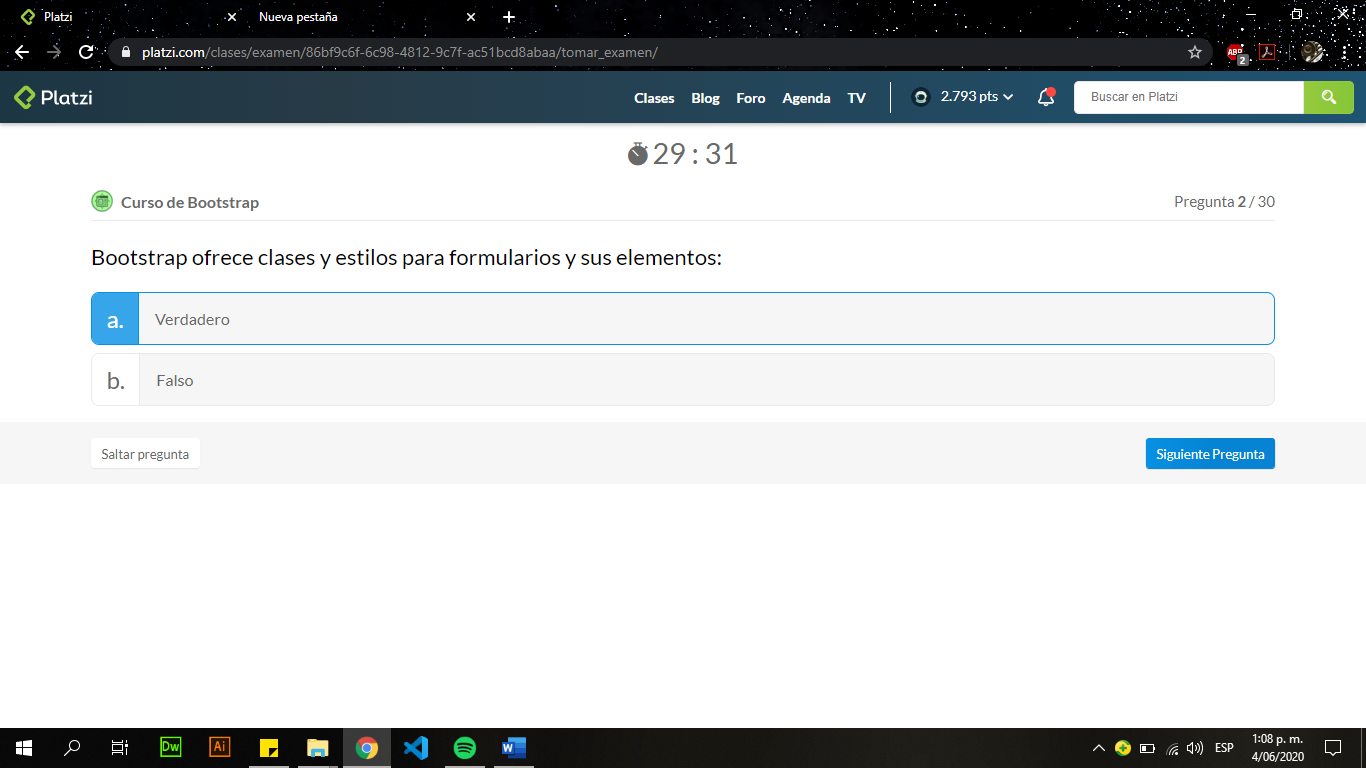 Platzi
Nueva pestaña
platzi.com/clases/examen/86bf9c6f-6c98-4812-9c7f-ac51bcd8abaa/tomar_examen/
ABP
2
Platzi
Clases
Blog
Foro
Agenda
TV
2.793 pts
Buscar en Platzi
29 : 31
Curso de Bootstrap
Pregunta 2 / 30
Bootstrap ofrece clases y estilos para formularios y sus elementos:
a. Verdadero
b. Falso
Saltar pregunta
Siguiente Pregunta
Dw
Ai
W
ESP
1:08 p. m.
4/06/2020